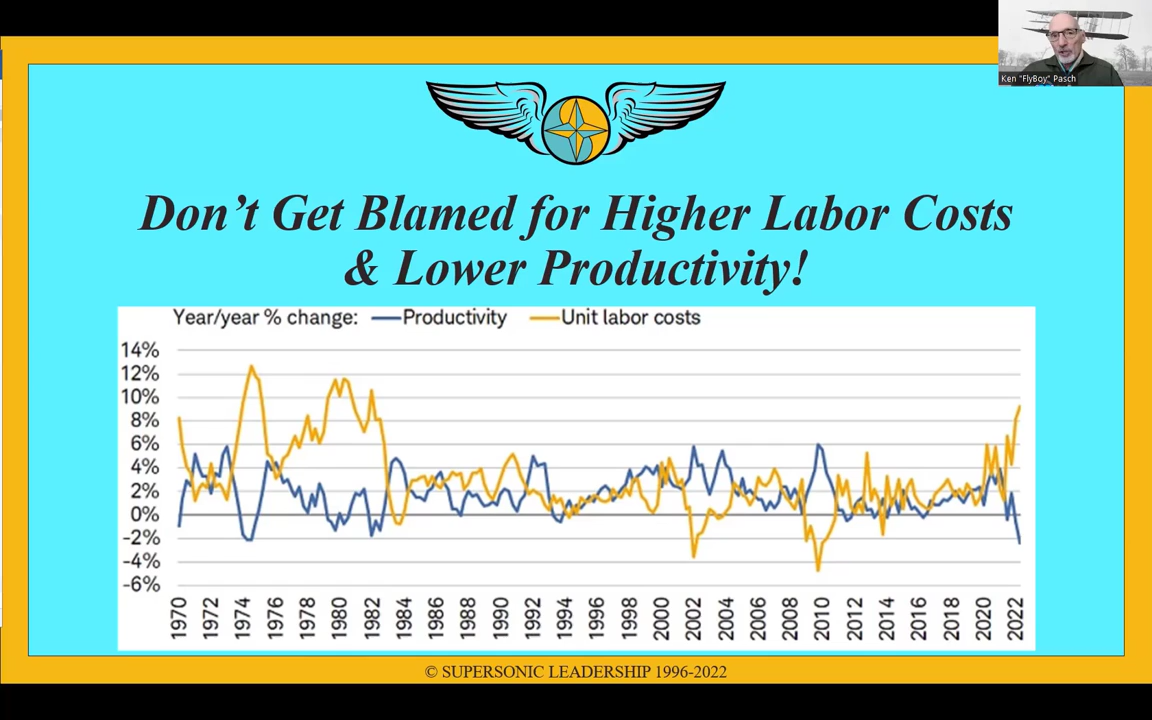 Ken "FlyBoy" Pasch
Don't Get Blamed for Higher Labor Costs
& Lower Productivity!
Year/year % change: Productivity Unit labor costs
14%
12%
10%
8%
6%
4%
2%
0%
-2%
-4%
-6%
1970 1972 1974 1976 1978 1980 1982 1984 1986 1988 1990 1992 1994 1996 1998 2000 2002 2004 2006 2008 2010 2012 2014 2016 2018 2020 2022
© SUPERSONIC LEADERSHIP 1996-2022